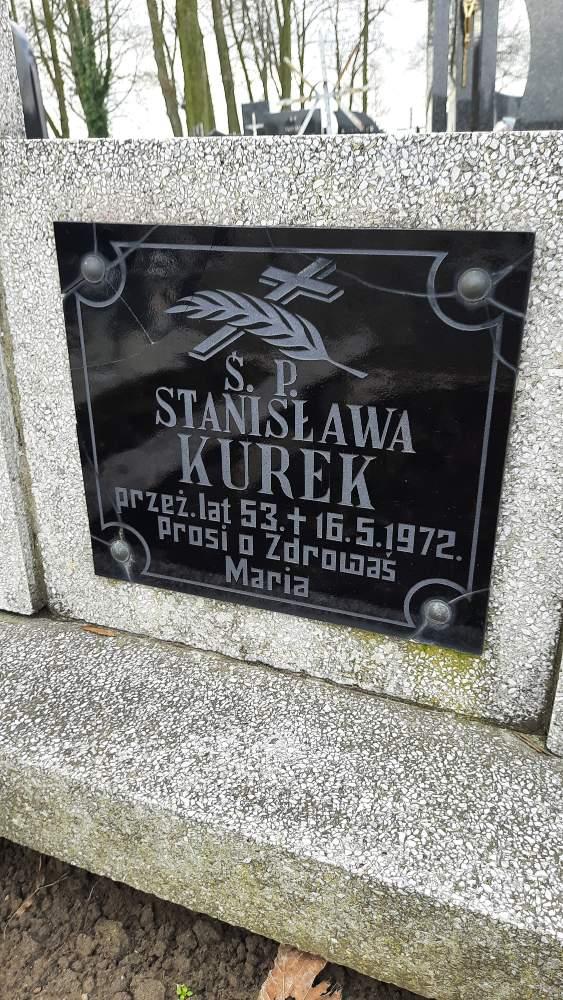 Ś. P.
STANISŁAWA
KUREK
przeż. lat 53. † 16.5.1972.
Prosi o Zdrowaś
Maria